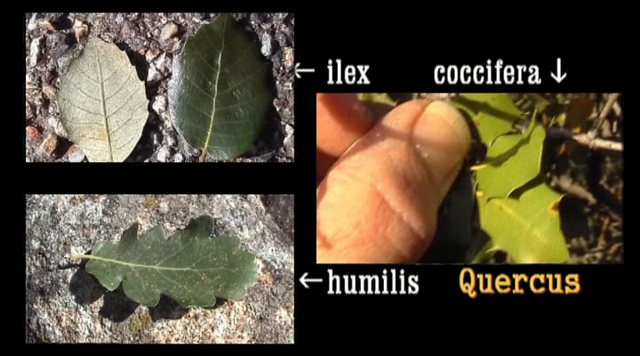 ← ilex
coccifera ↓
← humilis
Quercus